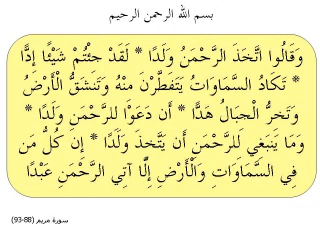 بسم الله الرحمن الرحيم
وَقَالُوا اتَّخَذَ الرَّحْمَنُ وَلَدًا * لَقَدْ جِئْتُمْ شَيْئًا إِدًّا
* تَكَادُ السَّمَاوَاتُ يَتَفَطَّرْنَ مِنْهُ وَتَنشَقُّ الْأَرْضُ
وَتَخِرُّ الْجِبَالُ هَدًّا * أَن دَعَوْا لِلرَّحْمَنِ وَلَدًا *
وَمَا يَنبَغِي لِلرَّحْمَنِ أَن يَتَّخِذَ وَلَدًا * إِن كُلُّ مَن
فِي السَّمَاوَاتِ وَالْأَرْضِ إِلَّا آتِي الرَّحْمَنِ عَبْدًا
سورة مريم (88-93)